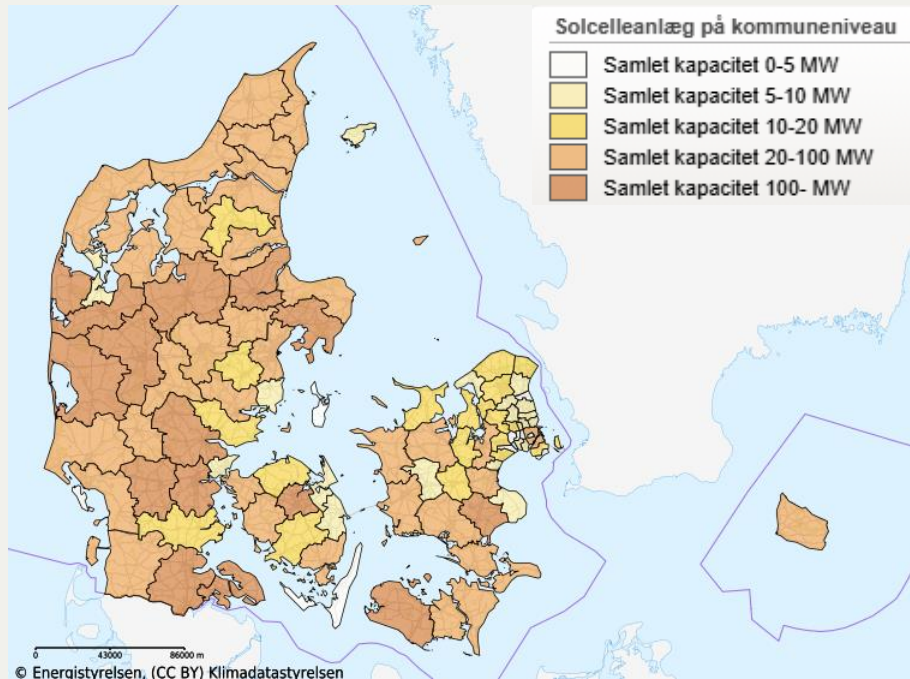 Solcelleanlæg på kommuneniveau
Samlet kapacitet 0-5 MW
Samlet kapacitet 5-10 MW
Samlet kapacitet 10-20 MW
Samlet kapacitet 20-100 MW
Samlet kapacitet 100- MW
0 43000 86000 m
© Energistyrelsen, (CC BY) Klimadatastyrelsen